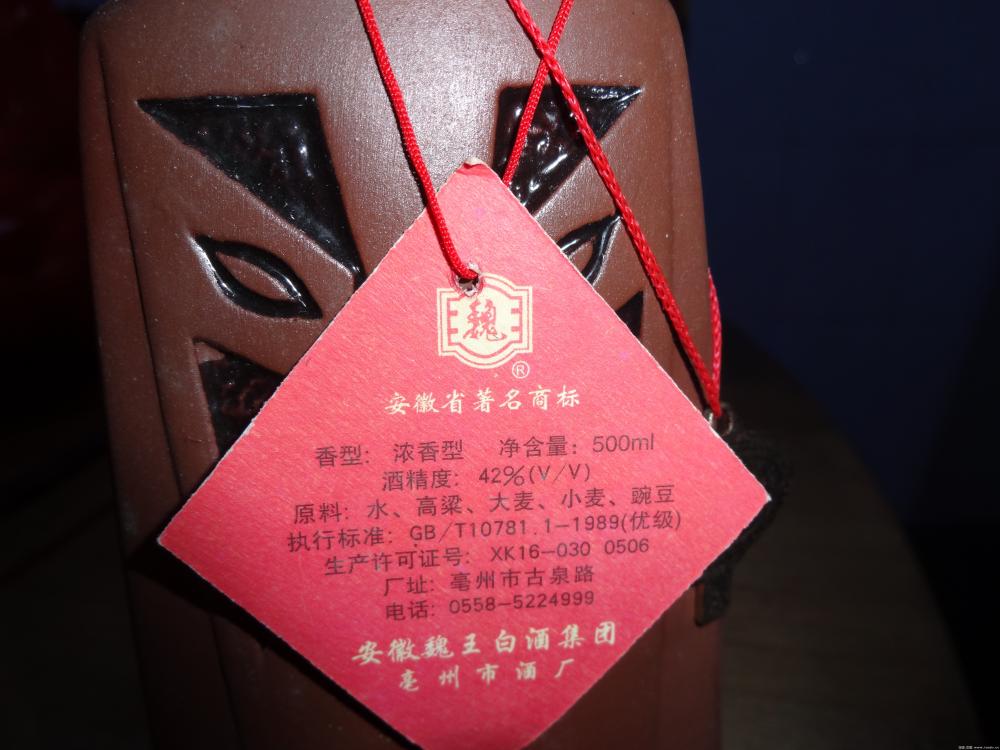 魏
®
安徽省著名商标
香型：浓香型 净含量：500ml
酒精度：42%(V/V)
原料：水、高粱、大麦、小麦、豌豆
执行标准：GB/T10781.1-1989(优级)
生产许可证号：XK16-030 0506
厂址：亳州市古泉路
电话：0558-5224999
安徽魏王白酒集团
亳州市酒厂